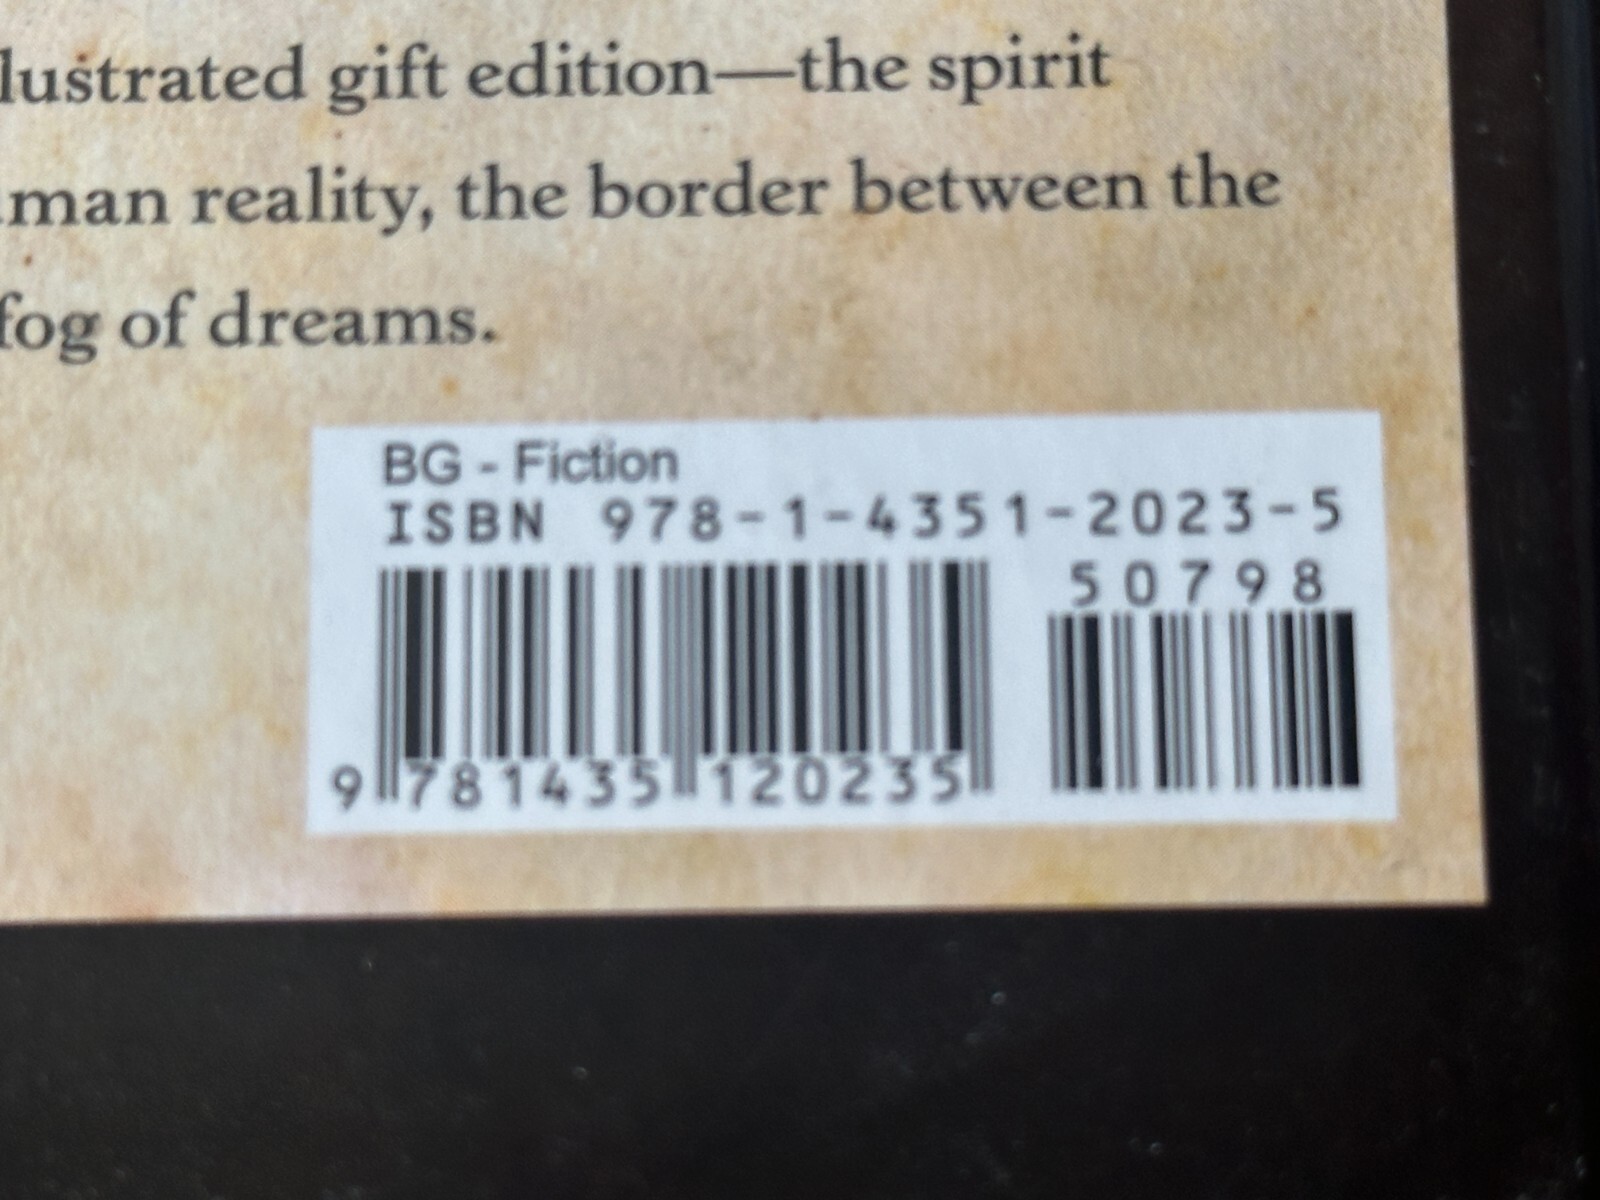 lustrated gift edition—the spirit
man reality, the border between the
fog of dreams.
BG - Fiction
ISBN 978-1-4351-2023-5
50798
9 781435 120235